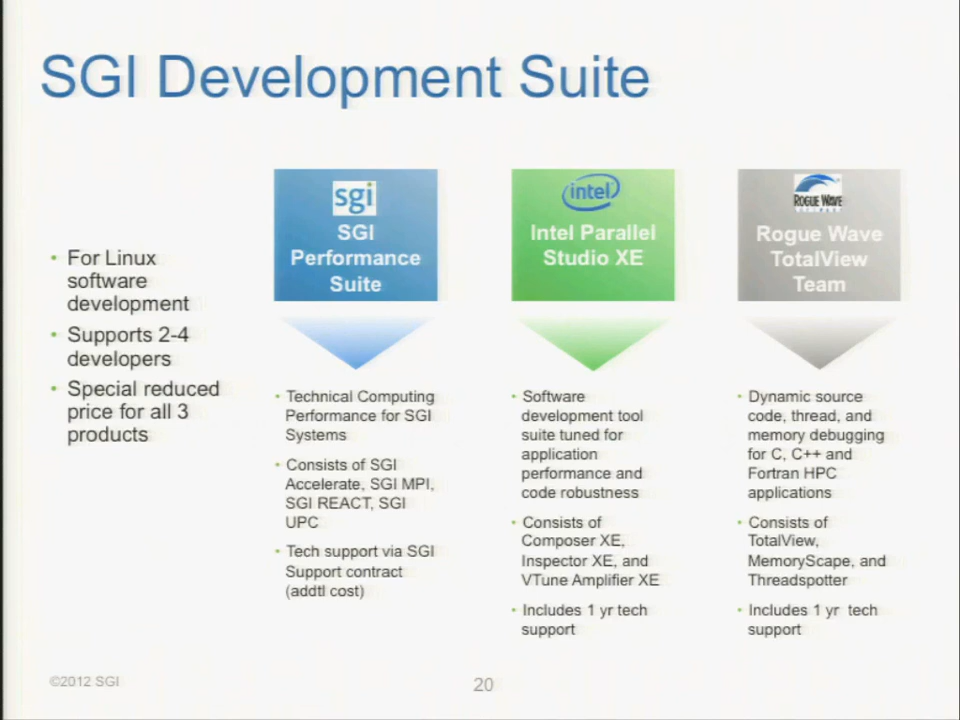 SGI Development Suite
• For Linux
software
development
• Supports 2-4
developers
• Special reduced
price for all 3
products
sgi
SGI
Performance
Suite
• Technical Computing
Performance for SGI
Systems
• Consists of SGI
Accelerate, SGI MPI,
SGI REACT, SGI
UPC
• Tech support via SGI
Support contract
(addtl cost)
intel
Intel Parallel
Studio XE
• Software
development tool
suite tuned for
application
performance and
code robustness
• Consists of
Composer XE,
Inspector XE, and
VTune Amplifier XE
• Includes 1 yr tech
support
ROGUE WAVE
Rogue Wave
TotalView
Team
• Dynamic source
code, thread, and
memory debugging
for C, C++ and
Fortran HPC
applications
• Consists of
TotalView,
MemoryScape, and
Threadspotter
• Includes 1 yr tech
support
©2012 SGI
20